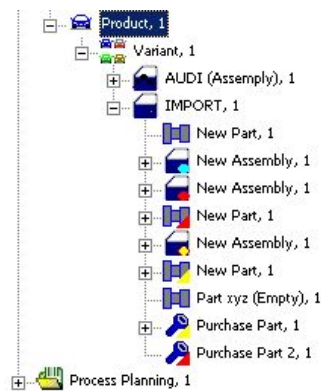 Product, 1
Variant, 1
AUDI (Assemply), 1
IMPORT, 1
New Part, 1
New Assembly, 1
New Assembly, 1
New Part, 1
New Assembly, 1
New Part, 1
Part xyz (Empty), 1
Purchase Part, 1
Purchase Part 2, 1
Process Planning, 1